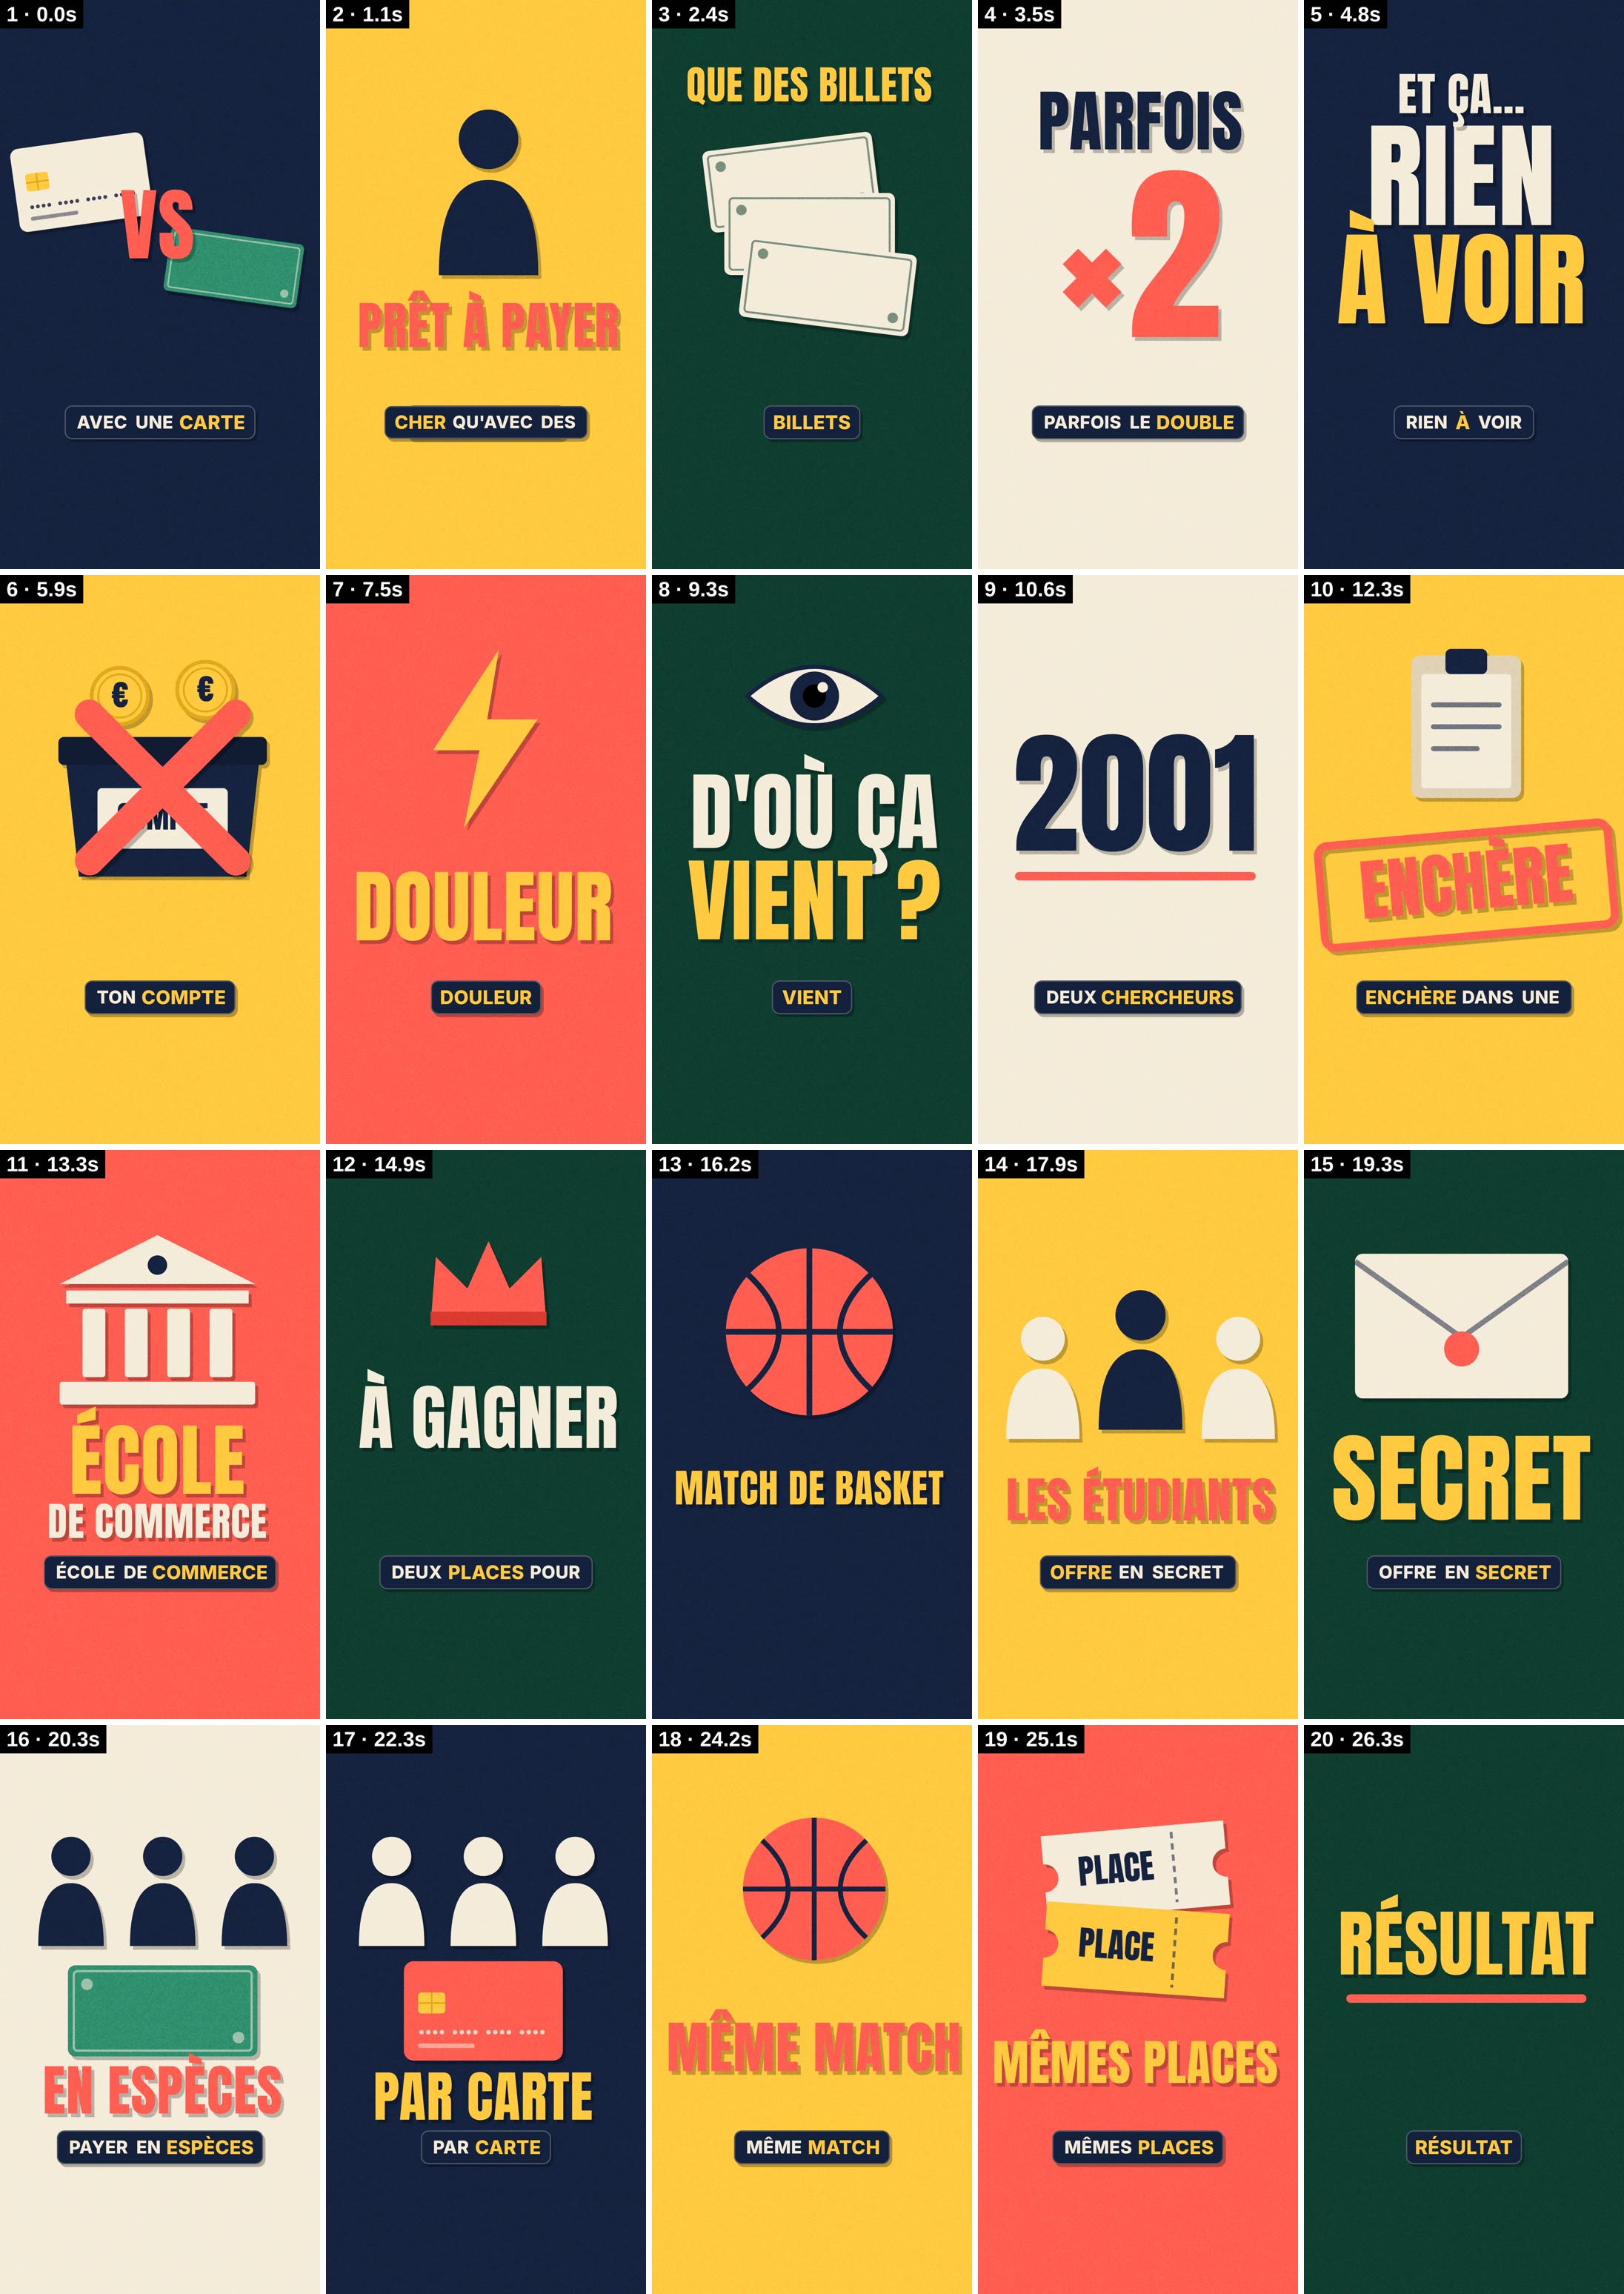 1 · 0.0s
VS
AVEC UNE CARTE
2 · 1.1s
PRÊT À PAYER
CHER QU'AVEC DES
3 · 2.4s
QUE DES BILLETS
BILLETS
4 · 3.5s
PARFOIS
×2
PARFOIS LE DOUBLE
5 · 4.8s
ET ÇA...
RIEN
À VOIR
RIEN À VOIR
6 · 5.9s
€
€
TON COMPTE
7 · 7.5s
DOULEUR
DOULEUR
8 · 9.3s
D'OÙ ÇA
VIENT ?
VIENT
9 · 10.6s
2001
DEUX CHERCHEURS
10 · 12.3s
ENCHÈRE
ENCHÈRE DANS UNE
11 · 13.3s
ÉCOLE
DE COMMERCE
ÉCOLE DE COMMERCE
12 · 14.9s
À GAGNER
DEUX PLACES POUR
13 · 16.2s
MATCH DE BASKET
14 · 17.9s
LES ÉTUDIANTS
OFFRE EN SECRET
15 · 19.3s
SECRET
OFFRE EN SECRET
16 · 20.3s
EN ESPÈCES
PAYER EN ESPÈCES
17 · 22.3s
PAR CARTE
PAR CARTE
18 · 24.2s
MÊME MATCH
MÊME MATCH
19 · 25.1s
PLACE
PLACE
MÊMES PLACES
MÊMES PLACES
20 · 26.3s
RÉSULTAT
RÉSULTAT